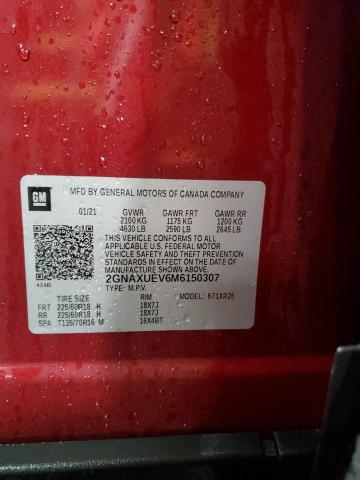 GM
MFD BY GENERAL MOTORS OF CANADA COMPANY
01/21 GVWR GAWR FRT GAWR RR
2100 KG 1175 KG 1200 KG
4630 LB 2590 LB 2645 LB
THIS VEHICLE CONFORMS TO ALL
APPLICABLE U.S. FEDERAL MOTOR
VEHICLE SAFETY AND THEFT PREVENTION
STANDARDS IN EFFECT ON THE DATE
OF MANUFACTURE SHOWN ABOVE.
434B 2GNAXUEV6M6150307
TYPE: M.P.V.
TIRE SIZE RIM MODEL: 671XR26
FRT 225/60R18 H 18X7J
RR 225/60R18 H 18X7J
SPA T135/70R16 M 16X4BT